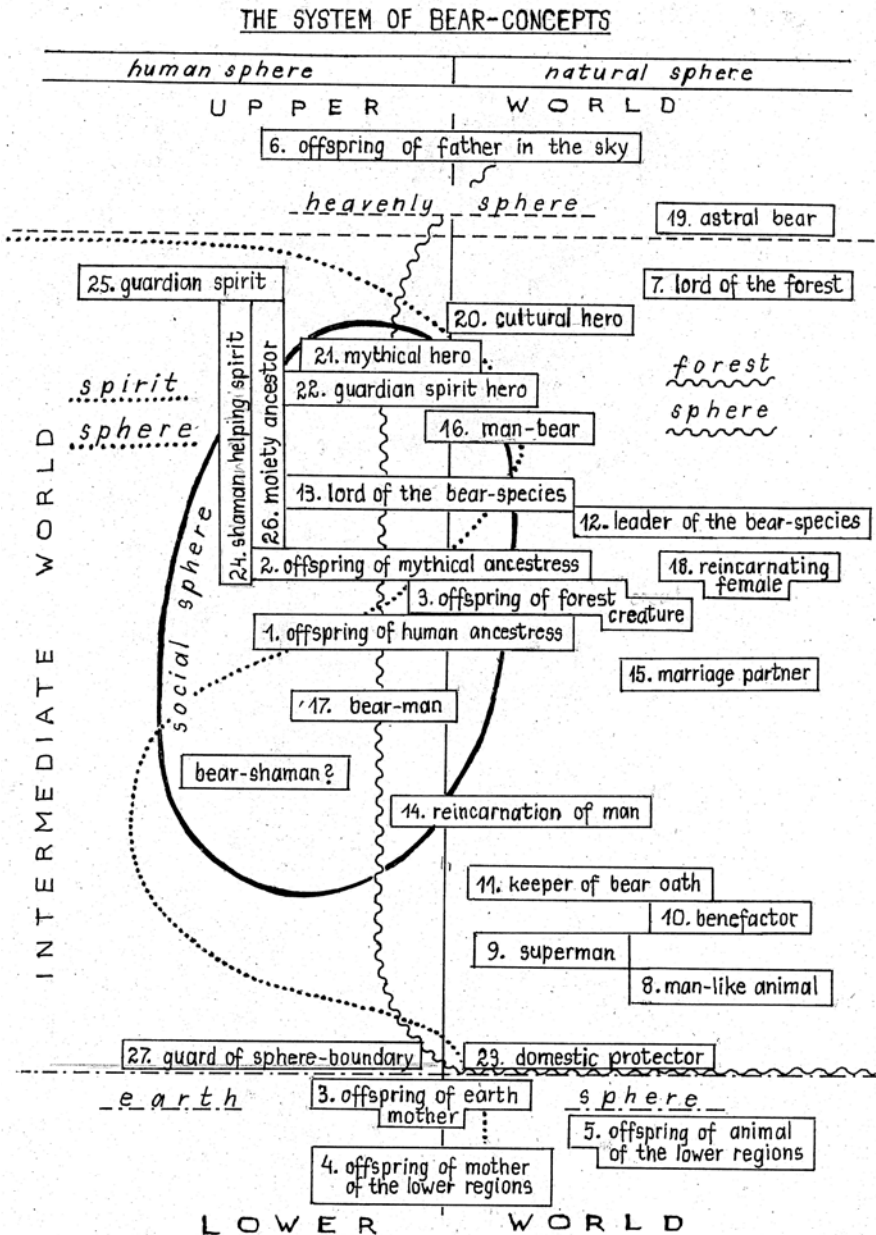 THE SYSTEM OF BEAR-CONCEPTS
human sphere
natural sphere
UPPER WORLD
6. offspring of father in the sky
heavenly sphere
19. astral bear
25. guardian spirit
7. lord of the forest
20. cultural hero
21. mythical hero
forest
sphere
22. guardian spirit hero
spirit
sphere
16. man-bear
24. shaman helping spirit
26. moiety ancestor
13. lord of the bear-species
12. leader of the bear-species
2. offspring of mythical ancestress
18. reincarnating
female
3. offspring of forest
creature
social sphere
1. offspring of human ancestress
INTERMEDIATE WORLD
15. marriage partner
17. bear-man
bear-shaman?
14. reincarnation of man
11. keeper of bear oath
10. benefactor
9. superman
8. man-like animal
27. guard of sphere-boundary
23. domestic protector
earth
sphere
3. offspring of earth
mother
5. offspring of animal
of the lower regions
4. offspring of mother
of the lower regions
LOWER WORLD